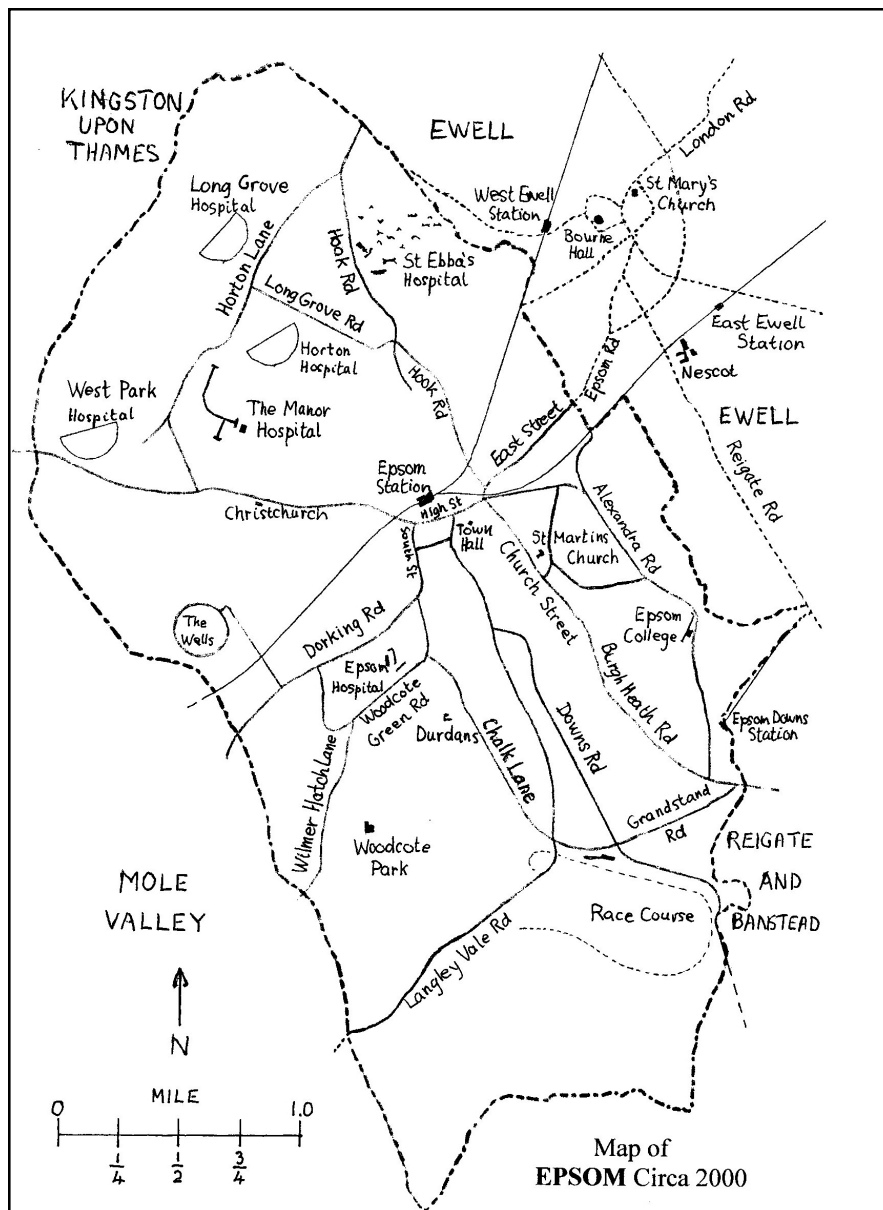 KINGSTON
UPON
THAMES
EWELL
London Rd
Long Grove
Hospital
West Ewell
Station
St Mary's
Church
Bourne
Hall
Horton Lane
Hook Rd
St Ebba's
Hospital
Long Grove Rd
East Ewell
Station
Horton
Hospital
Hook Rd
Epsom Rd
Nescot
West Park
Hospital
The Manor
Hospital
East Street
EWELL
Reigate Rd
Epsom
Station
High St
Christchurch
Town
Hall
South St
St Martins
Church
Alexandra Rd
Church Street
The
Wells
Dorking Rd
Epsom
College
Epsom
Hospital
Woodcote
Green Rd
Durdans
Burgh Heath Rd
Epsom Downs
Station
Chalk Lane
Downs Rd
Wilmer Hatch Lane
Grandstand
Rd
Woodcote
Park
REIGATE
AND
BANSTEAD
MOLE
VALLEY
Race Course
Langley Vale Rd
N
MILE
0
1.0
1/4
1/2
3/4
Map of
EPSOM Circa 2000